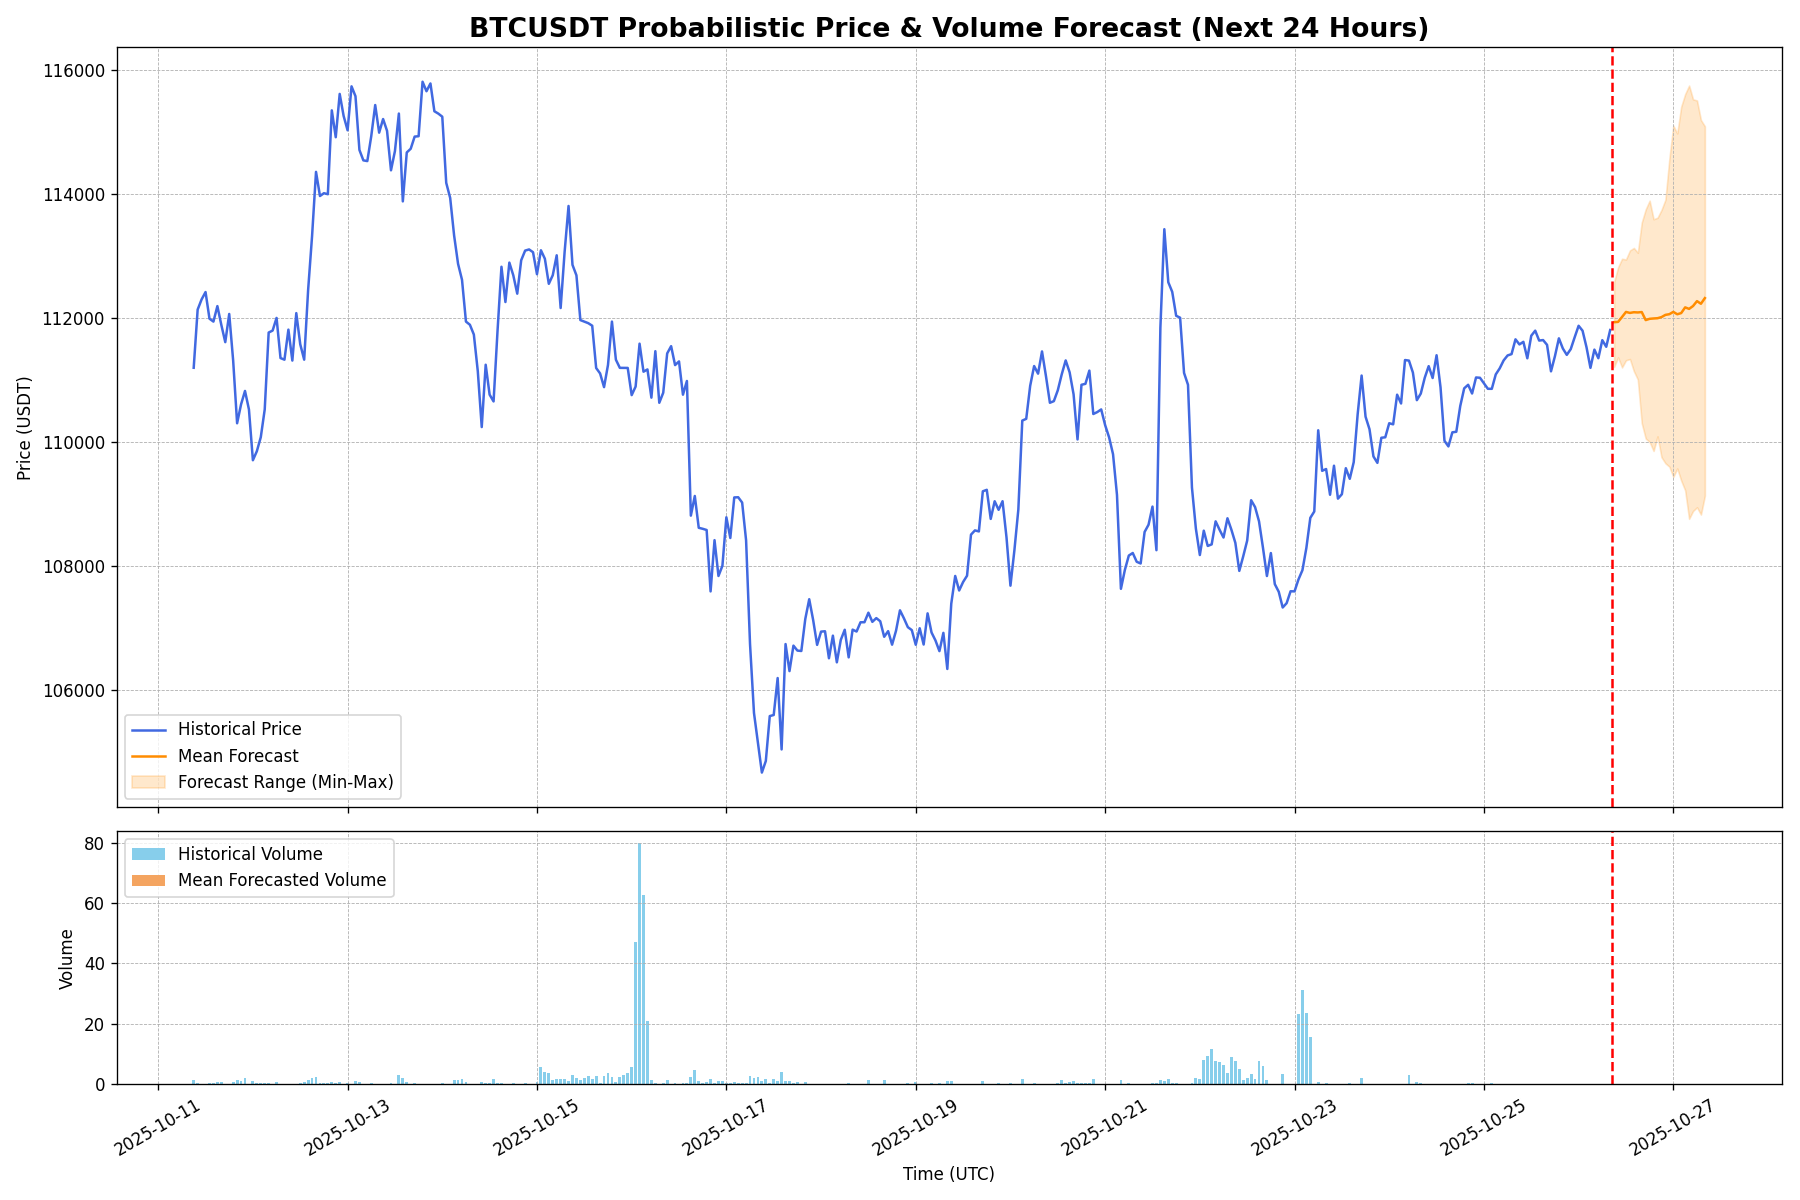 BTCUSDT Probabilistic Price & Volume Forecast (Next 24 Hours)
116000
114000
112000
110000
108000
106000
Price (USDT)
Historical Price
Mean Forecast
Forecast Range (Min-Max)
80
60
40
20
0
Volume
Historical Volume
Mean Forecasted Volume
2025-10-11
2025-10-13
2025-10-15
2025-10-17
2025-10-19
2025-10-21
2025-10-23
2025-10-25
2025-10-27
Time (UTC)